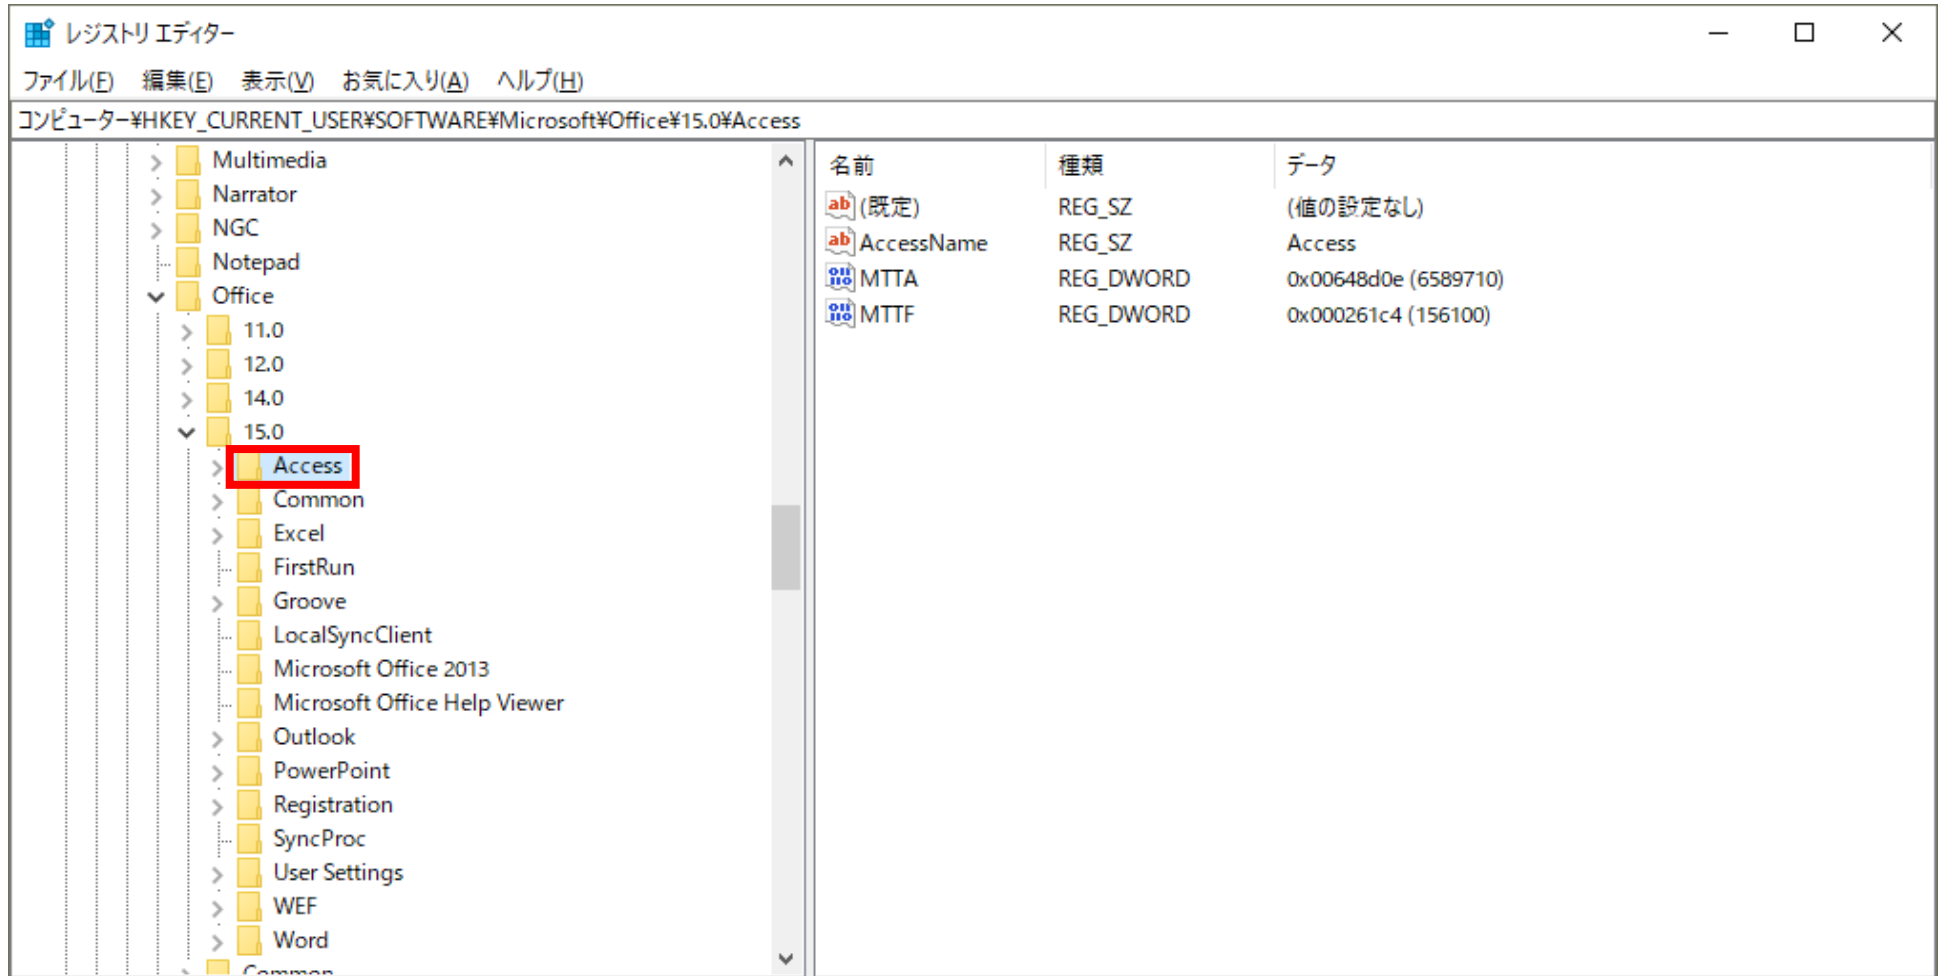 レジストリ エディター
ファイル(F) 編集(E) 表示(V) お気に入り(A) ヘルプ(H)
コンピューター¥HKEY_CURRENT_USER¥SOFTWARE¥Microsoft¥Office¥15.0¥Access
Multimedia
Narrator
NGC
Notepad
Office
11.0
12.0
14.0
15.0
Access
Common
Excel
FirstRun
Groove
LocalSyncClient
Microsoft Office 2013
Microsoft Office Help Viewer
Outlook
PowerPoint
Registration
SyncProc
User Settings
WEF
Word
Common
名前 種類 データ
(既定) REG_SZ (値の設定なし)
AccessName REG_SZ Access
MTTA REG_DWORD 0x00648d0e (6589710)
MTTF REG_DWORD 0x000261c4 (156100)